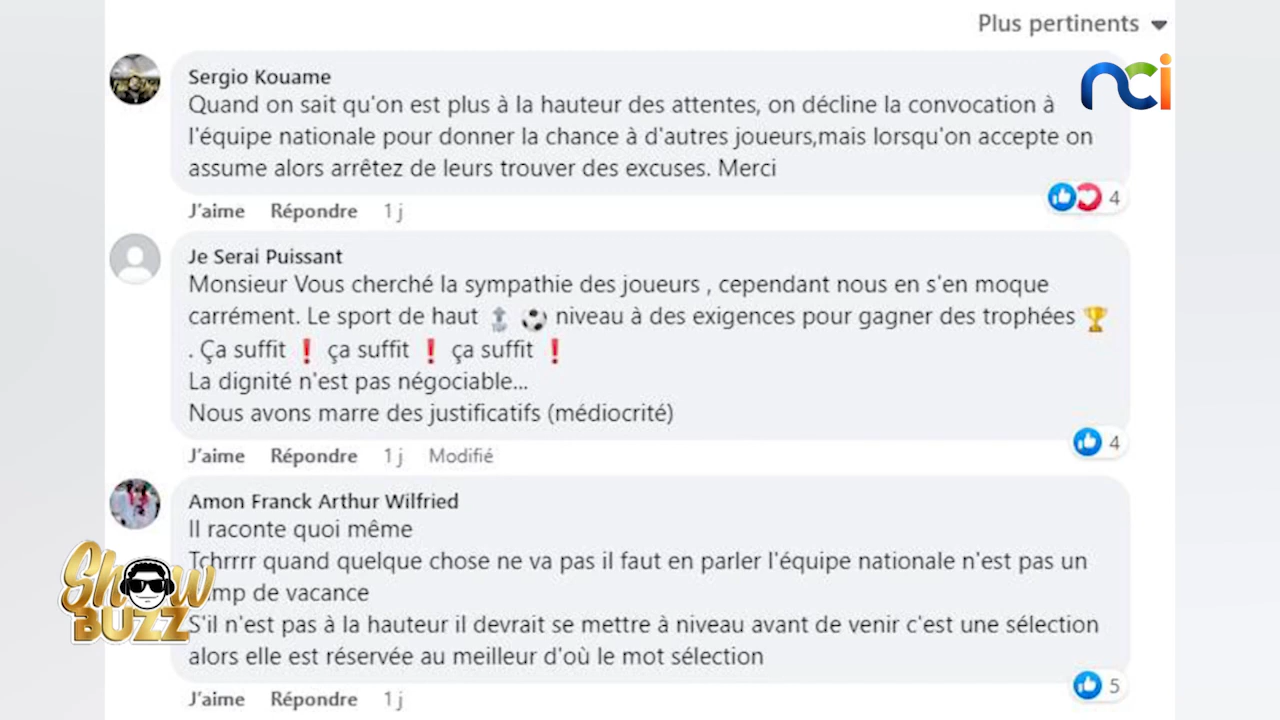 Plus pertinents
nci
Sergio Kouame
Quand on sait qu'on est plus à la hauteur des attentes, on décline la convocation à
l'équipe nationale pour donner la chance à d'autres joueurs,mais lorsqu'on accepte on
assume alors arrêtez de leurs trouver des excuses. Merci
J'aime Répondre 1 j
4
Je Serai Puissant
Monsieur Vous cherché la sympathie des joueurs , cependant nous en s'en moque
carrément. Le sport de haut ⚽ niveau à des exigences pour gagner des trophées 🏆
. Ça suffit ❗ ça suffit ❗ ça suffit ❗
La dignité n'est pas négociable...
Nous avons marre des justificatifs (médiocrité)
J'aime Répondre 1 j Modifié
4
Amon Franck Arthur Wilfried
Il raconte quoi même
Tchrrrr quand quelque chose ne va pas il faut en parler l'équipe nationale n'est pas un
mp de vacance
S'il n'est pas à la hauteur il devrait se mettre à niveau avant de venir c'est une sélection
alors elle est réservée au meilleur d'où le mot sélection
J'aime Répondre 1 j
5
Show
BUZZ